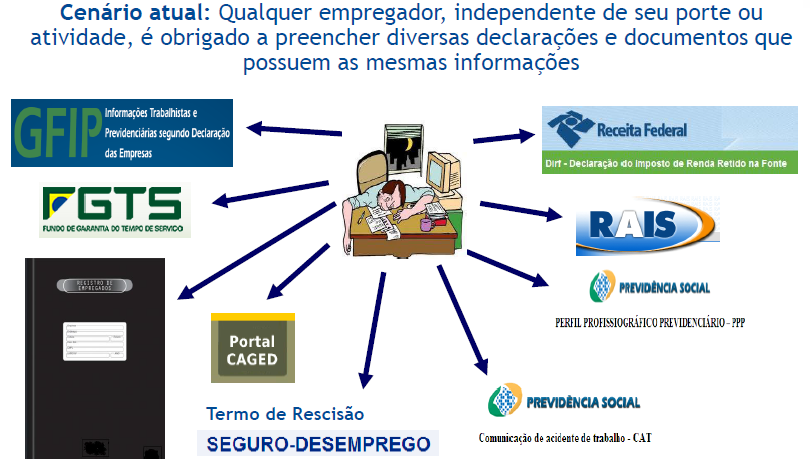 Cenário atual: Qualquer empregador, independente de seu porte ou
atividade, é obrigado a preencher diversas declarações e documentos que
possuem as mesmas informações
GFIP
Informações Trabalhistas e
Previdenciárias segundo Declaração
das Empresas
Receita Federal
Dirf - Declaração do Imposto de Renda Retido na Fonte
FGTS
FUNDO DE GARANTIA DO TEMPO DE SERVICO
RAIS
REGISTRO DE
EMPREGADOS
PREVIDÊNCIA SOCIAL
PERFIL PROFISSIOGRÁFICO PREVIDENCIÁRIO – PPP
Portal
CAGED
Termo de Rescisão
SEGURO-DESEMPREGO
PREVIDÊNCIA SOCIAL
Comunicação de acidente de trabalho - CAT